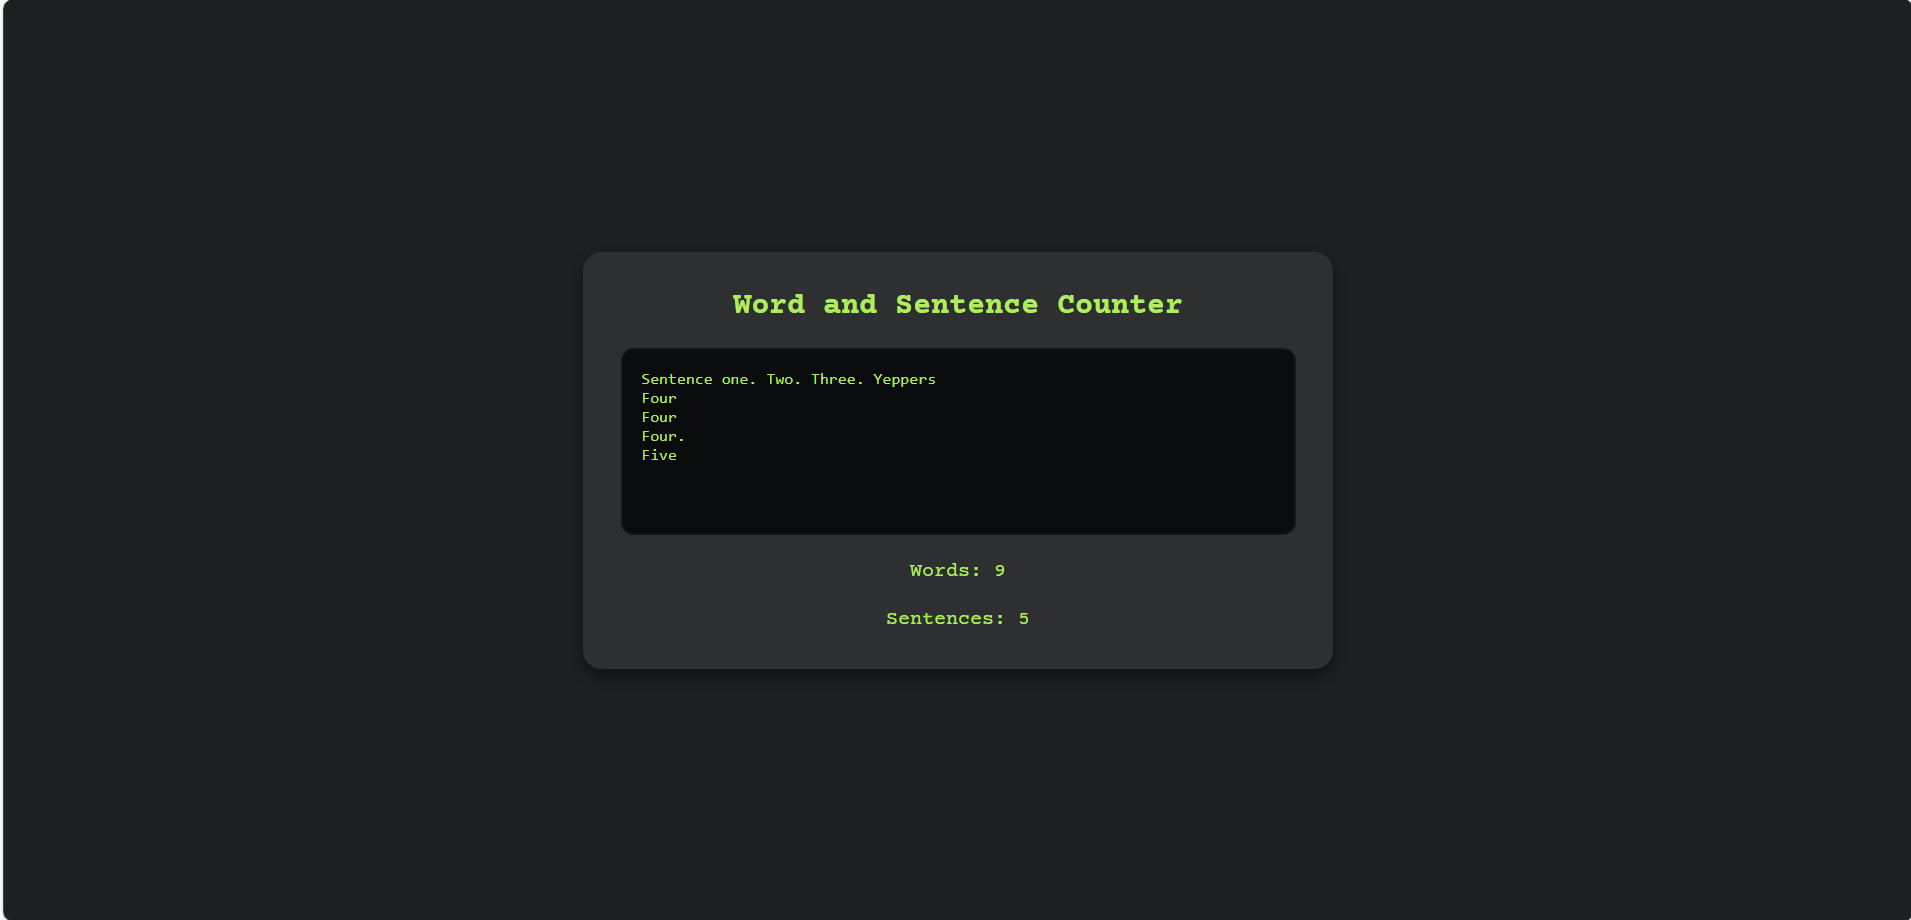 Word and Sentence Counter
Sentence one. Two. Three. Yeppers
Four
Four
Four.
Five
Words: 9
Sentences: 5